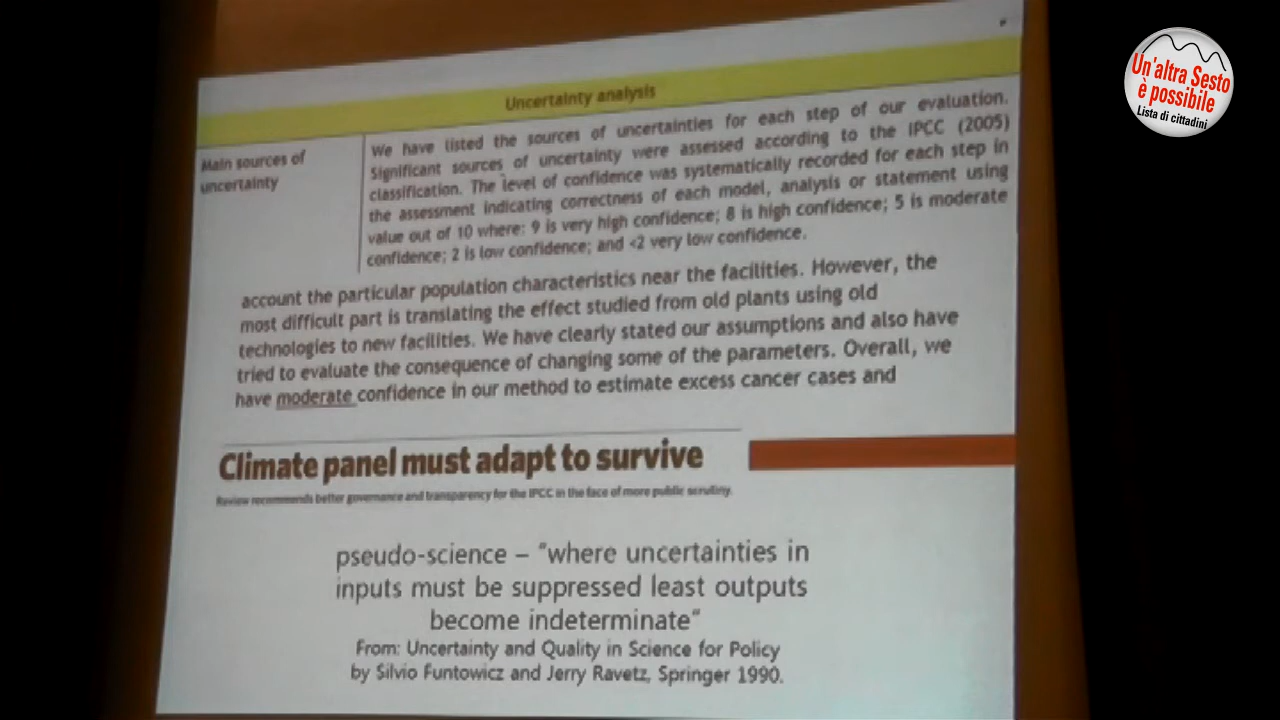 Uncertainty analysis
Main sources of
uncertainty
We have listed the sources of uncertainties for each step of our evaluation.
Significant sources of uncertainty were assessed according to the IPCC (2005)
classification. The level of confidence was systematically recorded for each step in
the assessment indicating correctness of each model, analysis or statement using
value out of 10 where: 9 is very high confidence; 8 is high confidence; 5 is moderate
confidence; 2 is low confidence; and <2 very low confidence.
account the particular population characteristics near the facilities. However, the
most difficult part is translating the effect studied from old plants using old
technologies to new facilities. We have clearly stated our assumptions and also have
tried to evaluate the consequence of changing some of the parameters. Overall, we
have moderate confidence in our method to estimate excess cancer cases and
Climate panel must adapt to survive
Review recommends better governance and transparency for the IPCC in the face of more public scrutiny.
pseudo-science – "where uncertainties in
inputs must be suppressed least outputs
become indeterminate"
From: Uncertainty and Quality in Science for Policy
by Silvio Funtowicz and Jerry Ravetz, Springer 1990.
Un'altra Sesto
è possibile
Lista di cittadini